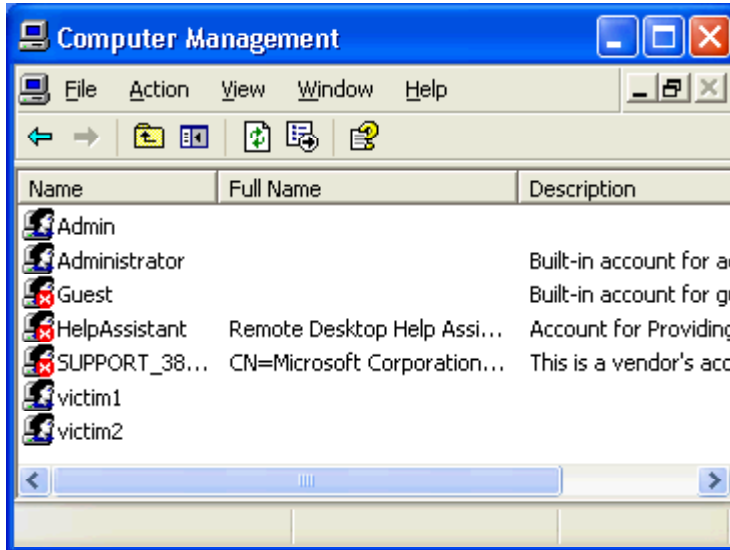 Computer Management
File Action View Window Help
Name Full Name Description
Admin
Administrator Built-in account for a
Guest Built-in account for g
HelpAssistant Remote Desktop Help Assi... Account for Providing
SUPPORT_38... CN=Microsoft Corporation... This is a vendor's acc
victim1
victim2